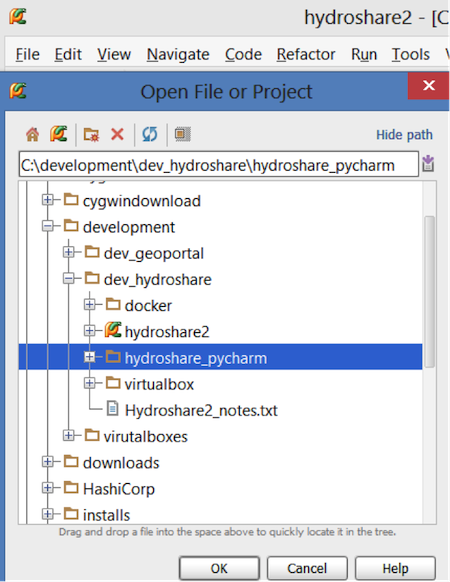 hydroshare2 - [C
File Edit View Navigate Code Refactor Run Tools
Open File or Project
Hide path
C:\development\dev_hydroshare\hydroshare_pycharm
cygwindownload
development
dev_geoportal
dev_hydroshare
docker
hydroshare2
hydroshare_pycharm
virtualbox
Hydroshare2_notes.txt
virutalboxes
downloads
HashiCorp
installs
Drag and drop a file into the space above to quickly locate it in the tree.
OK Cancel Help